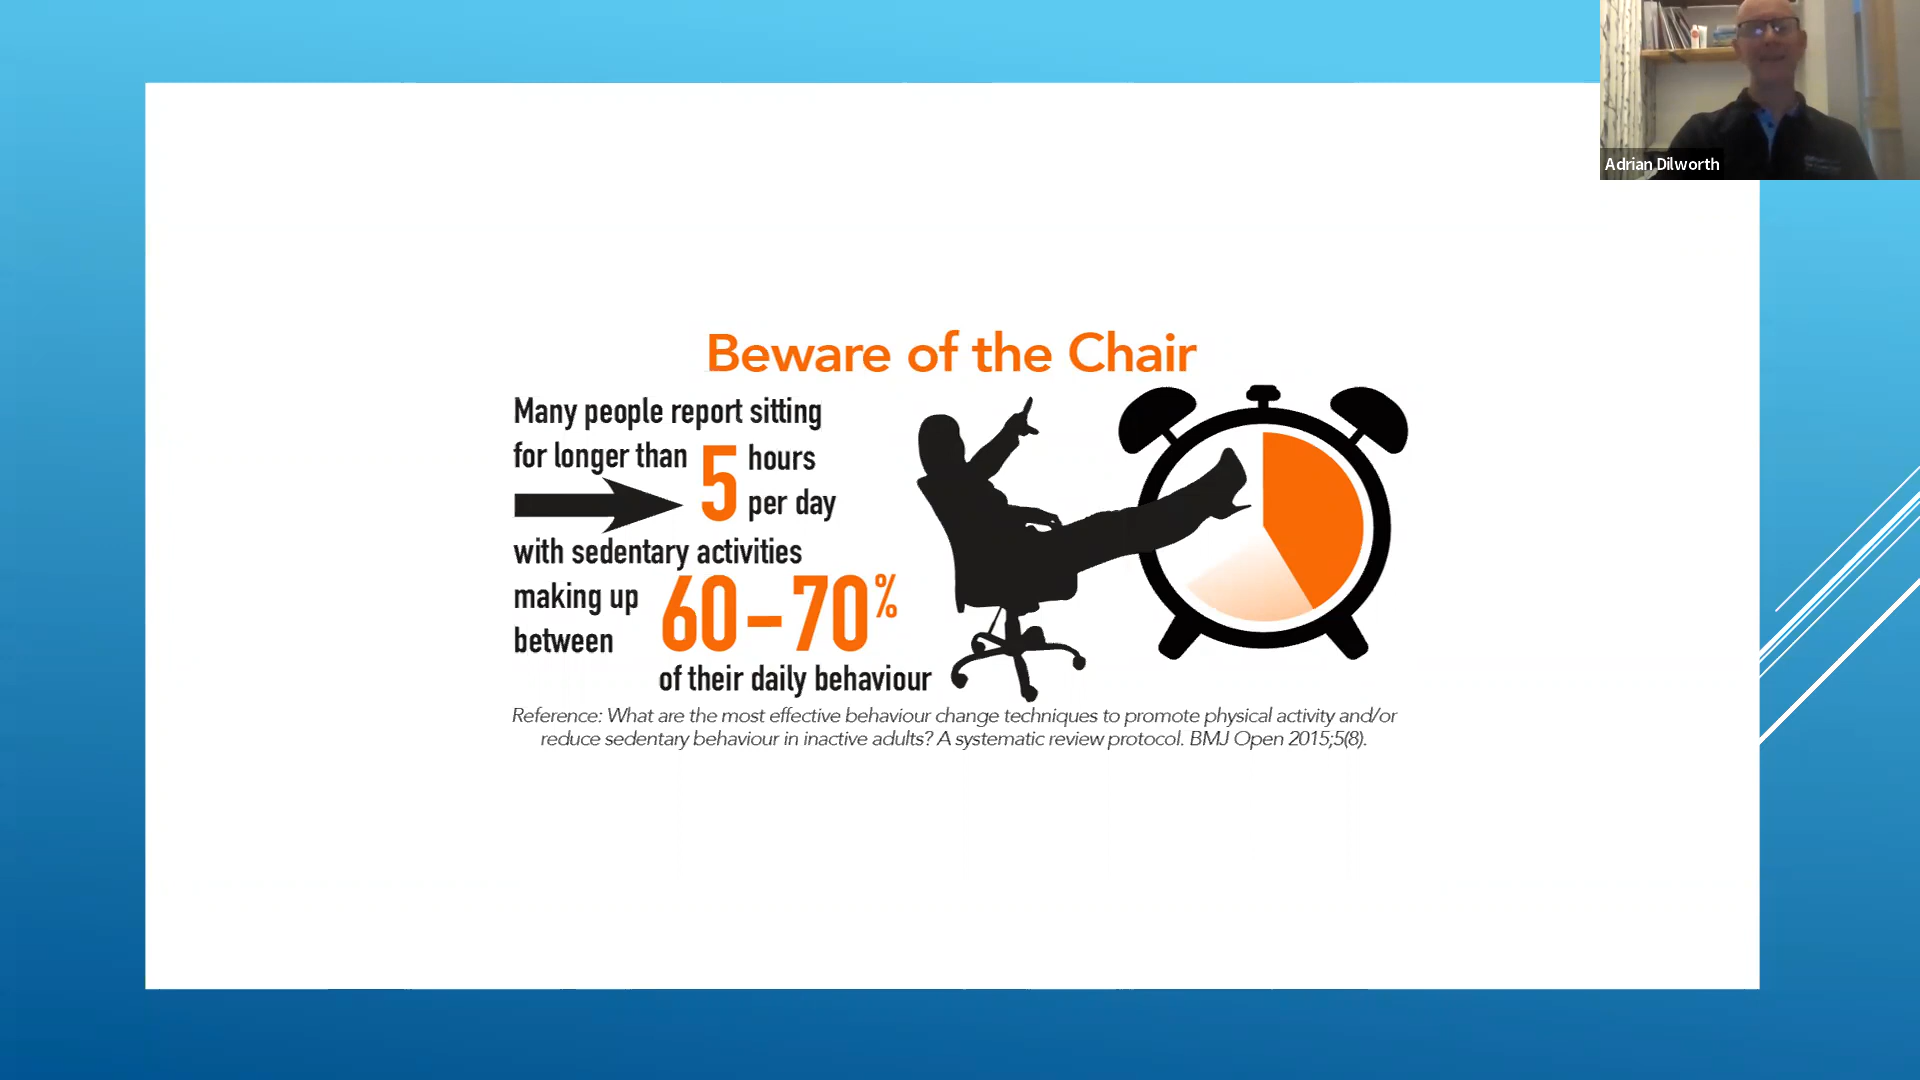 Adrian Dilworth
Beware of the Chair
Many people report sitting
for longer than 5 hours
per day
with sedentary activities
making up
between 60–70%
of their daily behaviour
Reference: What are the most effective behaviour change techniques to promote physical activity and/or
reduce sedentary behaviour in inactive adults? A systematic review protocol. BMJ Open 2015;5(8).